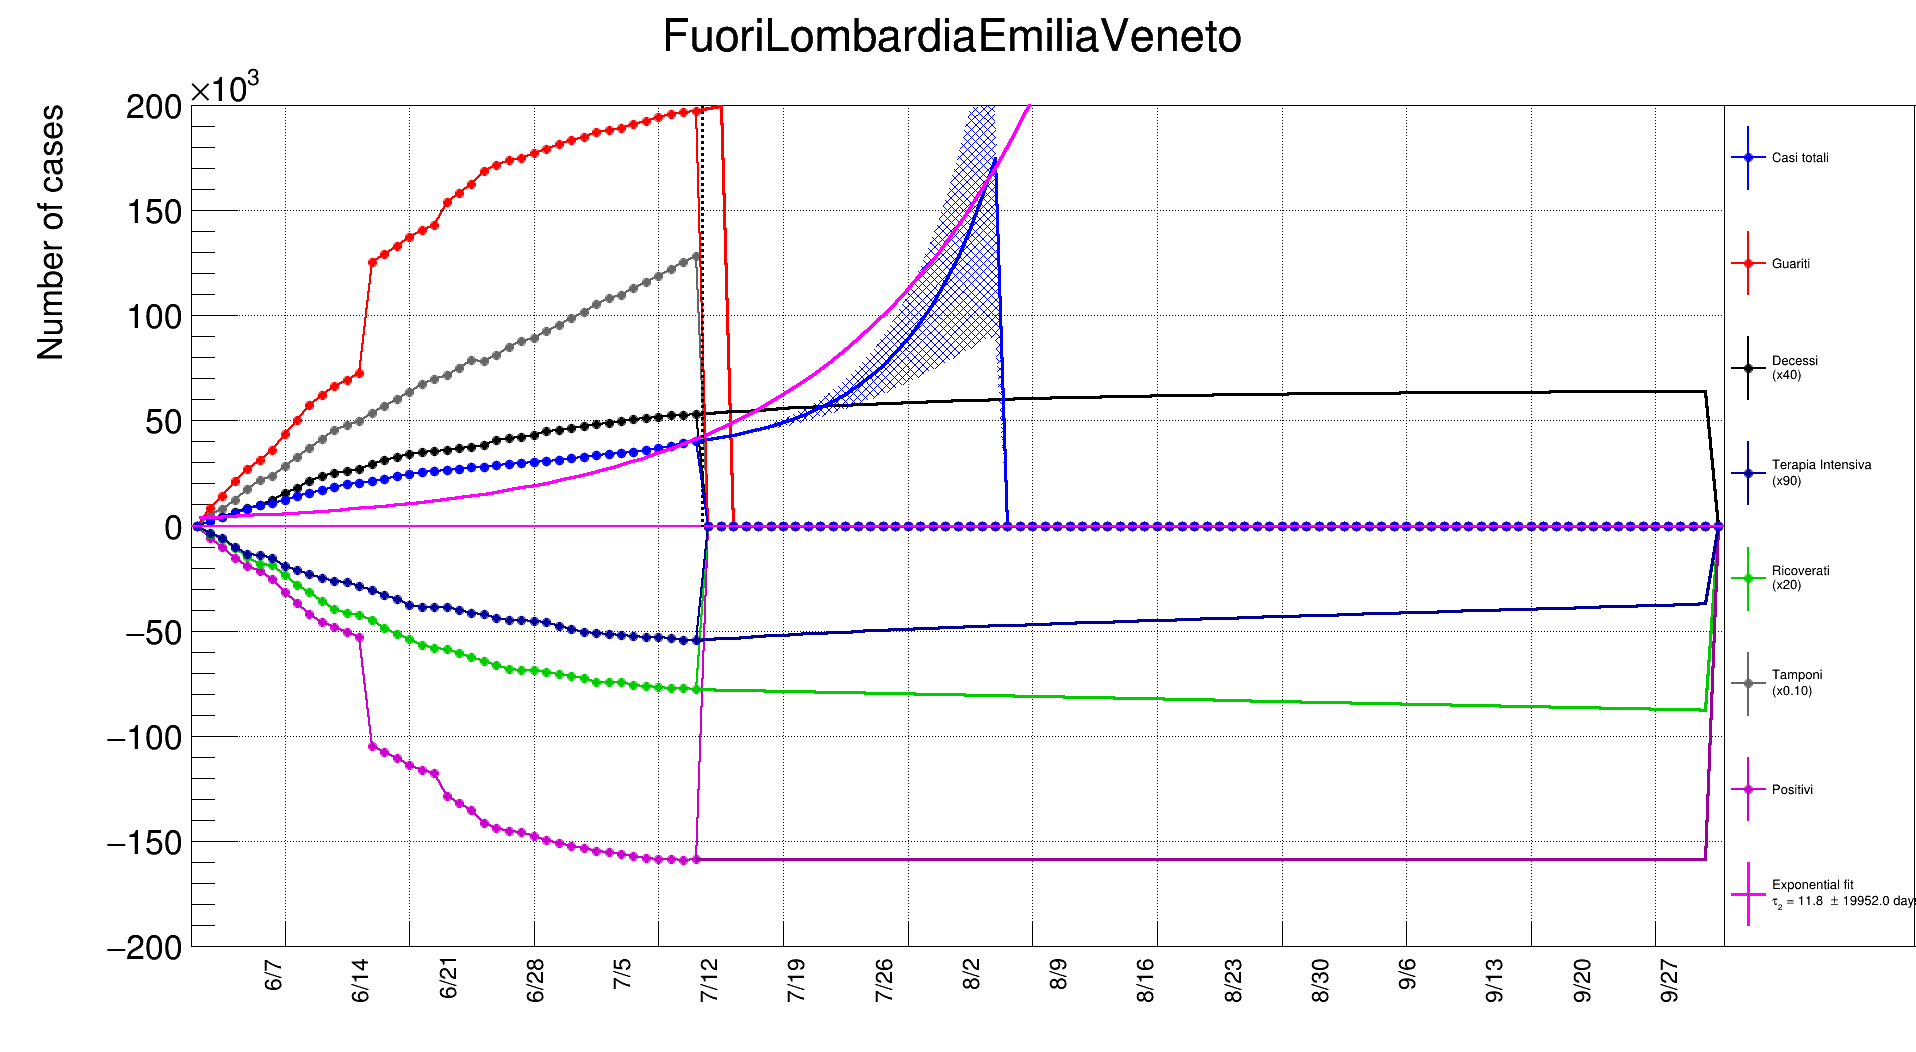 FuoriLombardiaEmiliaVeneto
×10³
Number of cases
200
150
100
50
0
−50
−100
−150
−200
6/7
6/14
6/21
6/28
7/5
7/12
7/19
7/26
8/2
8/9
8/16
8/23
8/30
9/6
9/13
9/20
9/27
Casi totali
Guariti
Decessi
(x40)
Terapia Intensiva
(x90)
Ricoverati
(x20)
Tamponi
(x0.10)
Positivi
Exponential fit
τ₂ = 11.8 ± 19952.0 days